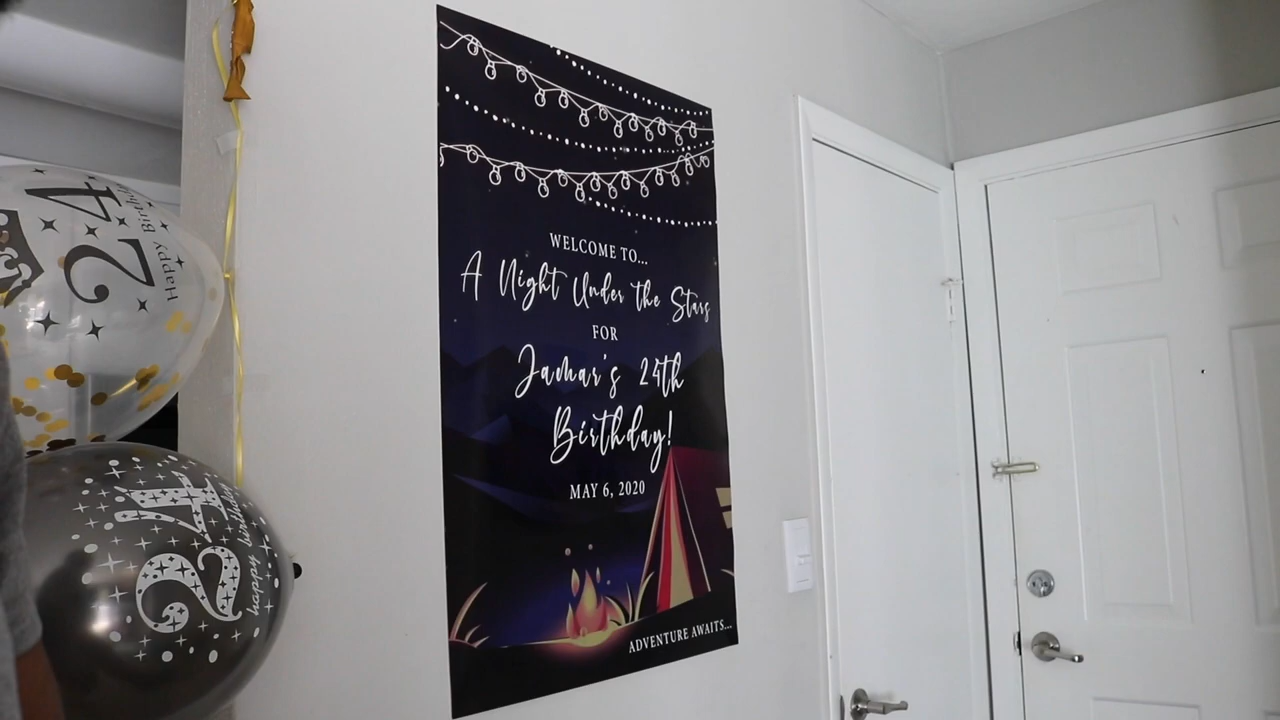 WELCOME TO...
A Night Under the Stars
FOR
Jamar's 24th
Birthday!
MAY 6, 2020
ADVENTURE AWAITS...
24
Happy Birthday
24
happy birthday